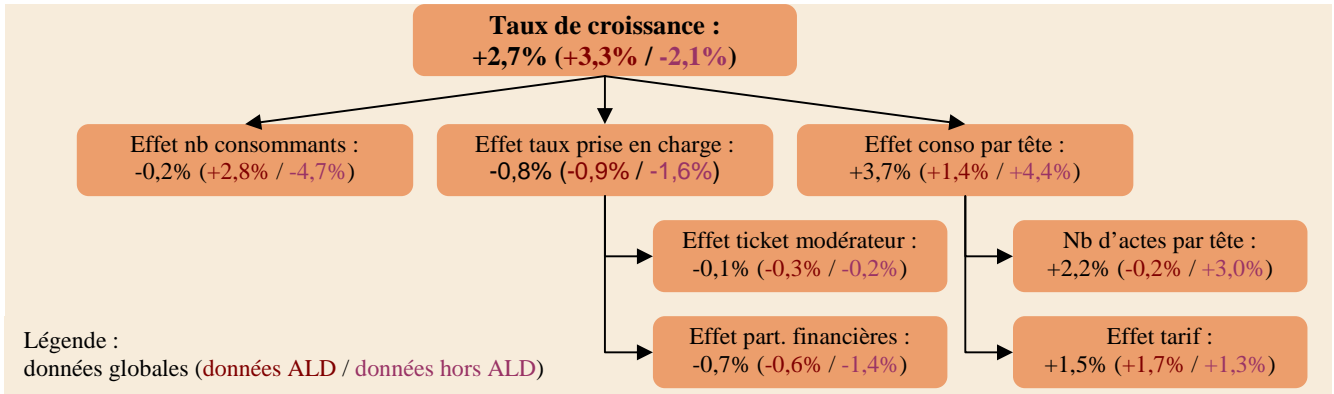 Taux de croissance :
+2,7% (+3,3% / -2,1%)
Effet nb consommants :
-0,2% (+2,8% / -4,7%)
Effet taux prise en charge :
-0,8% (-0,9% / -1,6%)
Effet conso par tête :
+3,7% (+1,4% / +4,4%)
Effet ticket modérateur :
-0,1% (-0,3% / -0,2%)
Nb d'actes par tête :
+2,2% (-0,2% / +3,0%)
Effet part. financières :
-0,7% (-0,6% / -1,4%)
Effet tarif :
+1,5% (+1,7% / +1,3%)
Légende :
données globales (données ALD / données hors ALD)